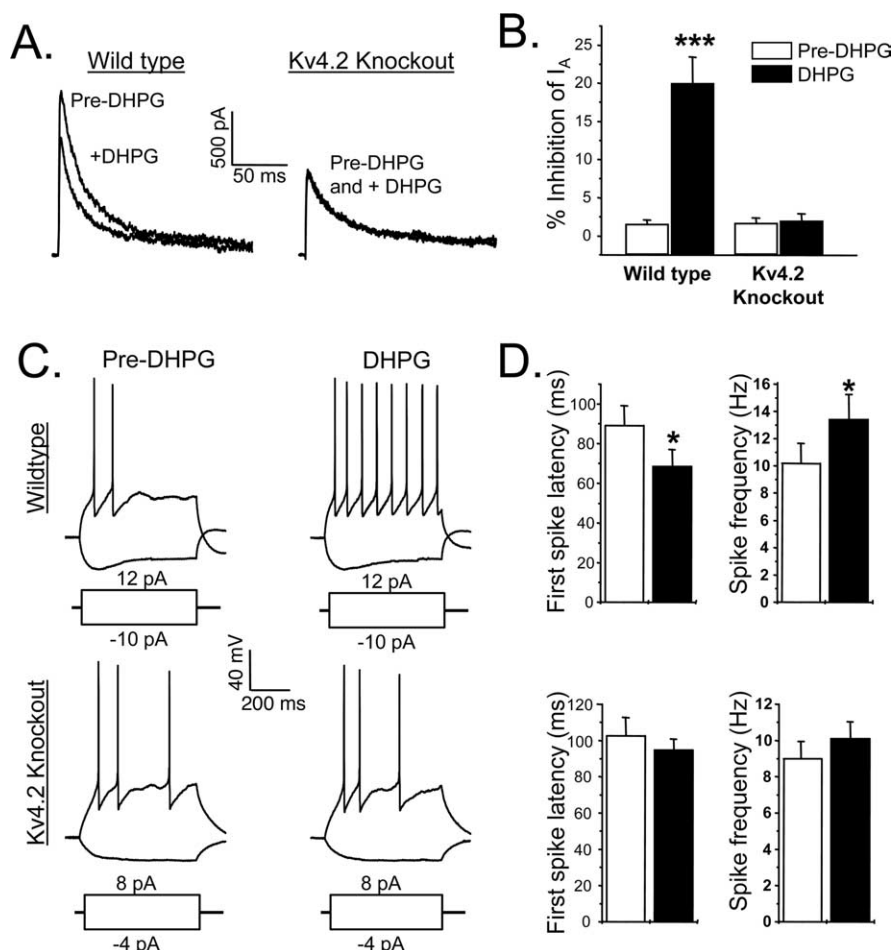 A.
Wild type
Kv4.2 Knockout
Pre-DHPG
+DHPG
500 pA
50 ms
Pre-DHPG
and + DHPG
B.
% Inhibition of IA
25
20
15
10
5
0
***
Pre-DHPG
DHPG
Wild type
Kv4.2
Knockout
C.
Pre-DHPG
DHPG
Wildtype
12 pA
-10 pA
12 pA
-10 pA
40 mV
200 ms
Kv4.2 Knockout
8 pA
-4 pA
8 pA
-4 pA
D.
First spike latency (ms)
100
80
60
40
20
0
*
Spike frequency (Hz)
16
14
12
10
8
6
4
2
0
*
First spike latency (ms)
120
100
80
60
40
20
0
Spike frequency (Hz)
12
10
8
6
4
2
0